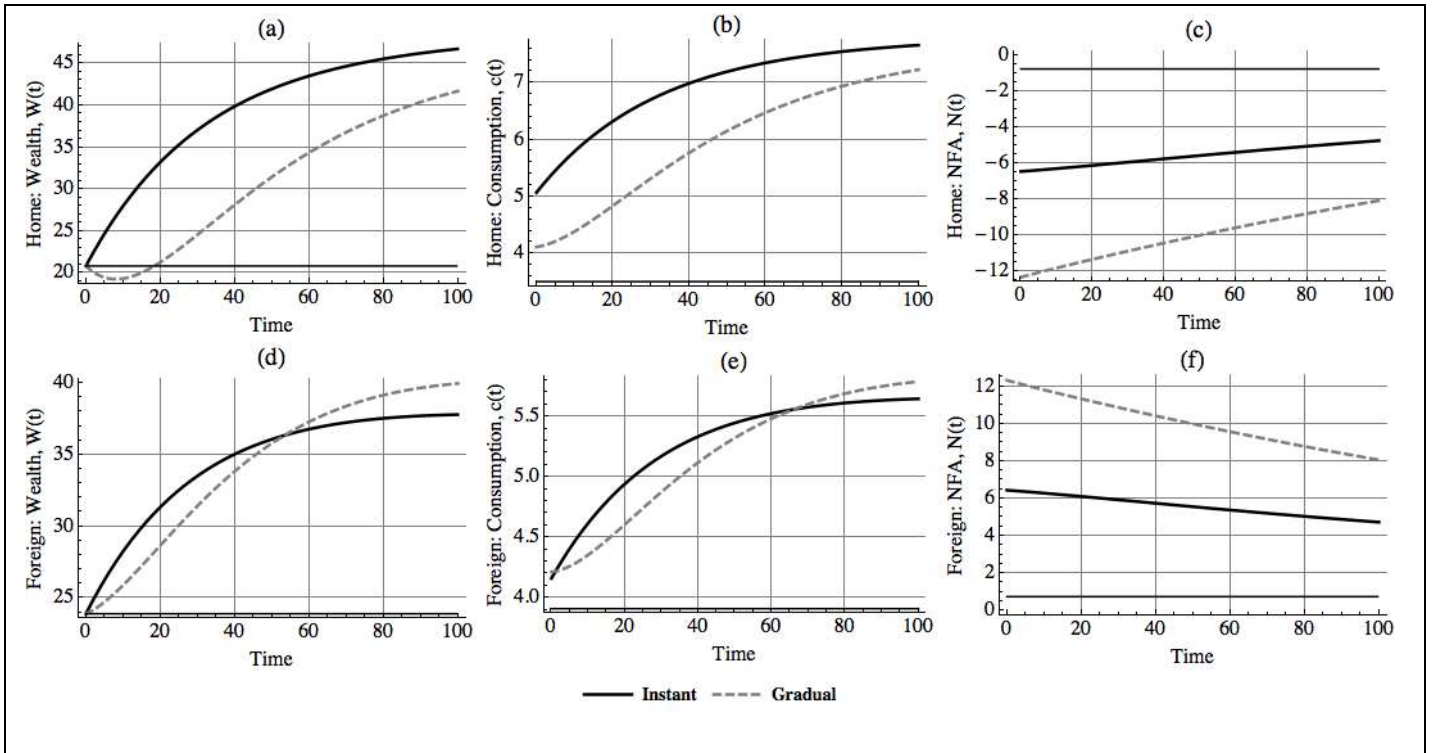 (a)
(b)
(c)
Home: Wealth, W(t)
45
40
35
30
25
20
0 20 40 60 80 100
Time
Home: Consumption, c(t)
7
6
5
4
0 20 40 60 80 100
Time
Home: NFA, N(t)
0
−2
−4
−6
−8
−10
−12
0 20 40 60 80 100
Time
(d)
(e)
(f)
Foreign: Wealth, W(t)
40
35
30
25
0 20 40 60 80 100
Time
Foreign: Consumption, c(t)
5.5
5.0
4.5
4.0
0 20 40 60 80 100
Time
Foreign: NFA, N(t)
12
10
8
6
4
2
0
0 20 40 60 80 100
Time
Instant Gradual